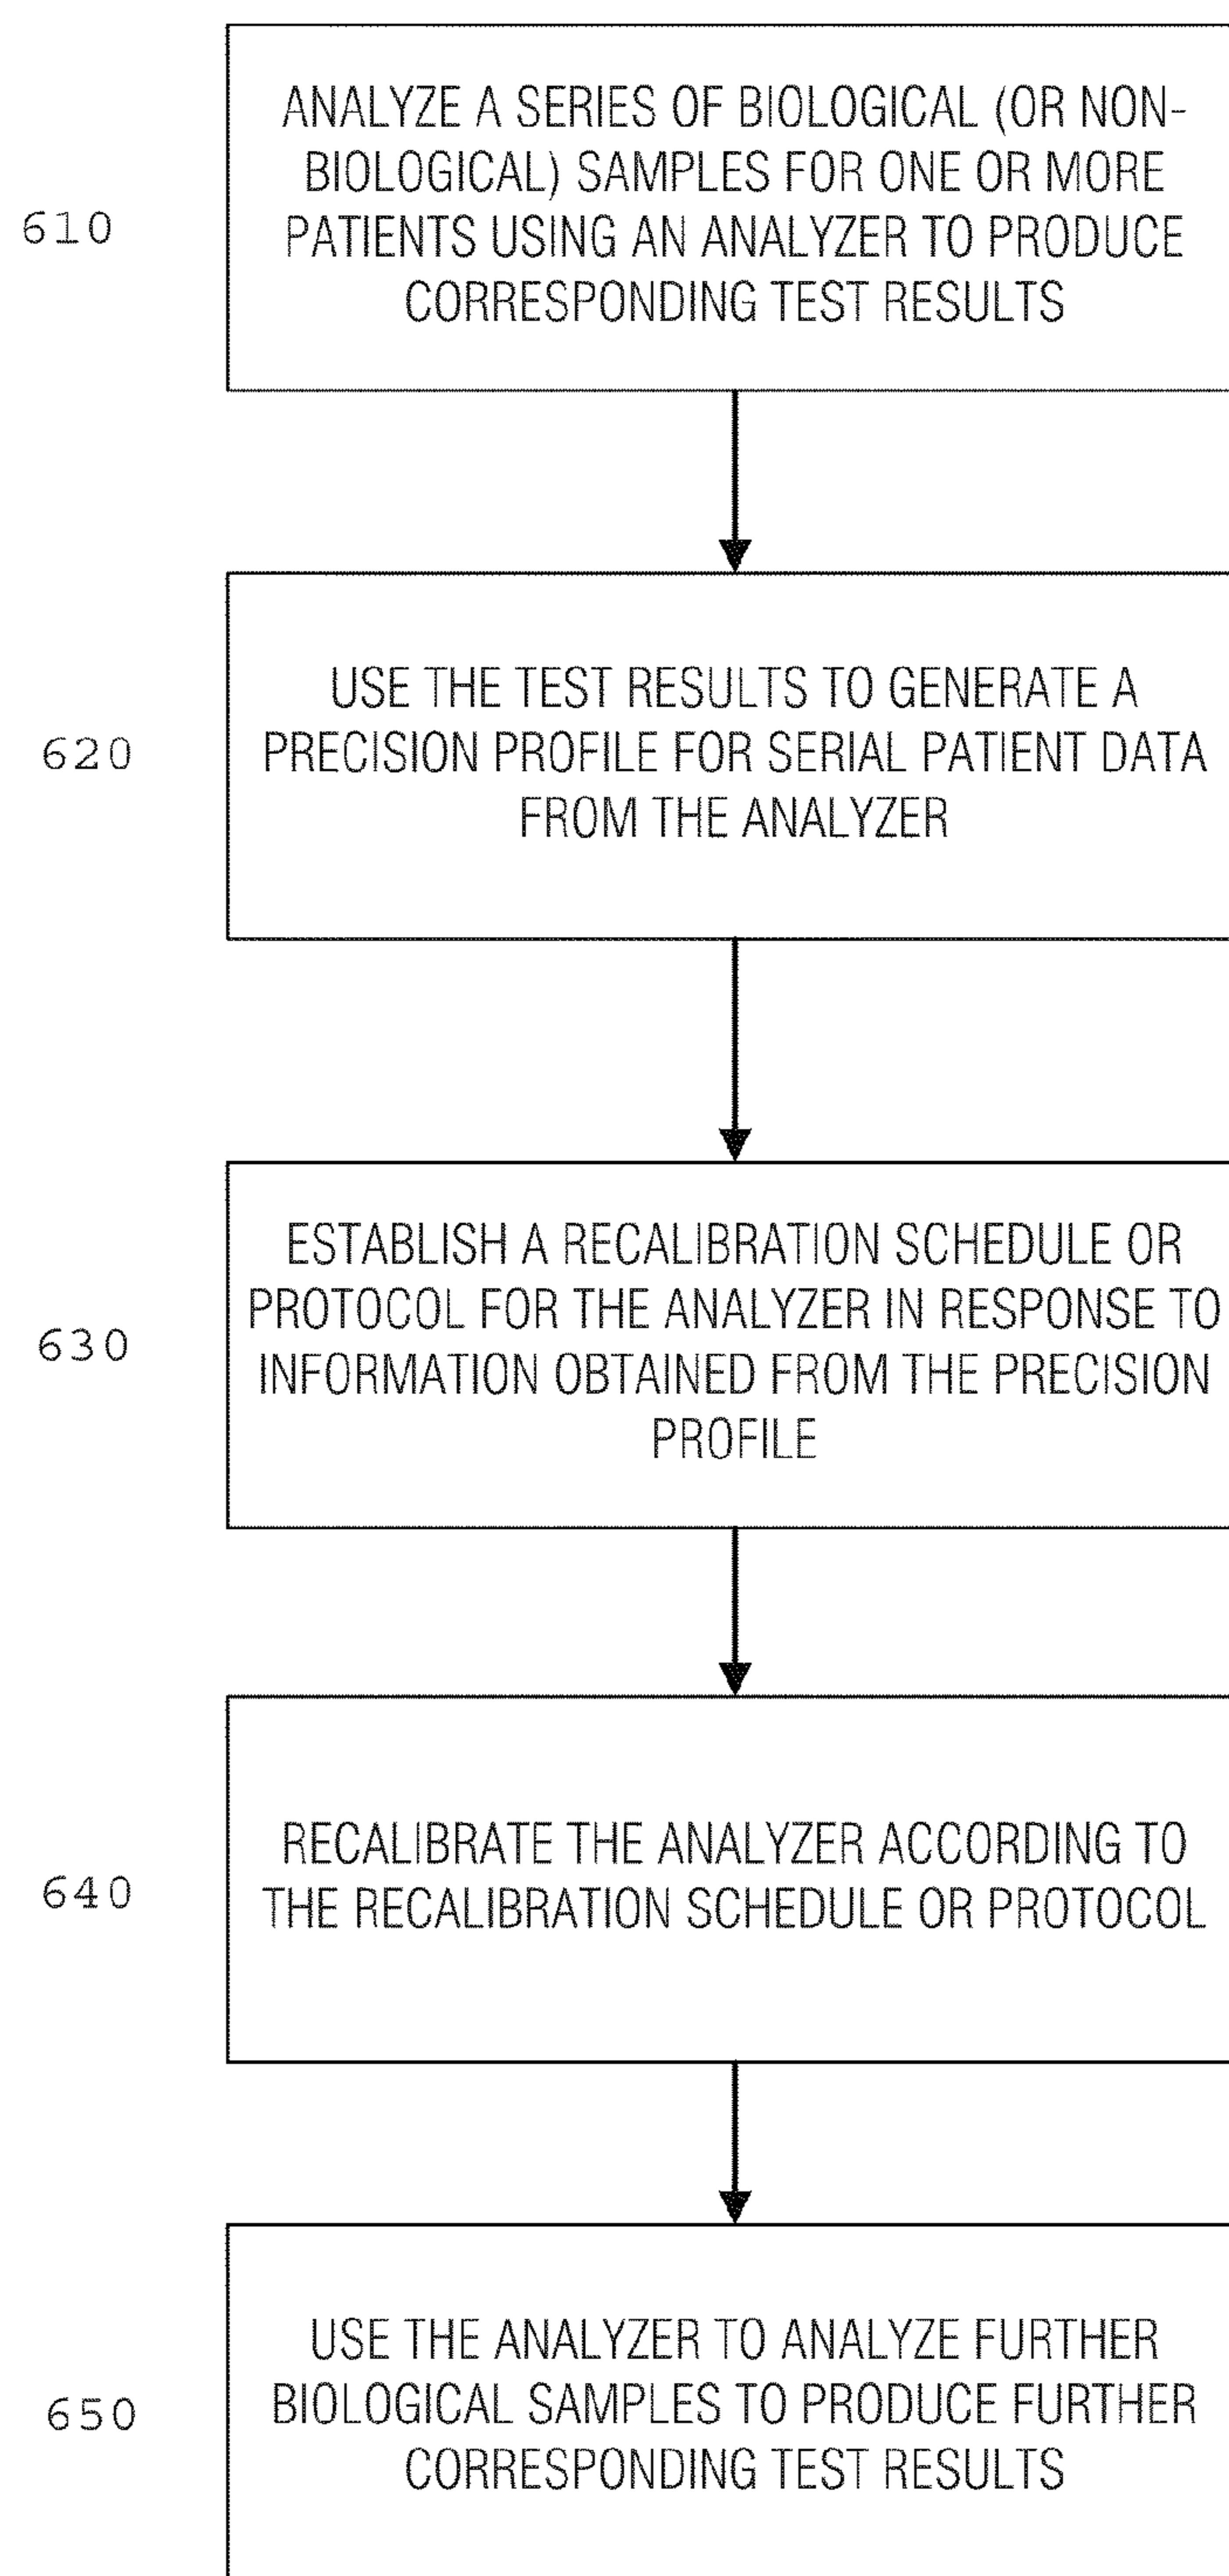 ANALYZE A SERIES OF BIOLOGICAL (OR NON-
BIOLOGICAL) SAMPLES FOR ONE OR MORE
610
PATIENTS USING AN ANALYZER TO PRODUCE
CORRESPONDING TEST RESULTS
USE THE TEST RESULTS TO GENERATE A
620
PRECISION PROFILE FOR SERIAL PATIENT DATA
FROM THE ANALYZER
ESTABLISH A RECALIBRATION SCHEDULE OR
PROTOCOL FOR THE ANALYZER IN RESPONSE TO
630
INFORMATION OBTAINED FROM THE PRECISION
PROFILE
RECALIBRATE THE ANALYZER ACCORDING TO
640
THE RECALIBRATION SCHEDULE OR PROTOCOL
USE THE ANALYZER TO ANALYZE FURTHER
650
BIOLOGICAL SAMPLES TO PRODUCE FURTHER
CORRESPONDING TEST RESULTS